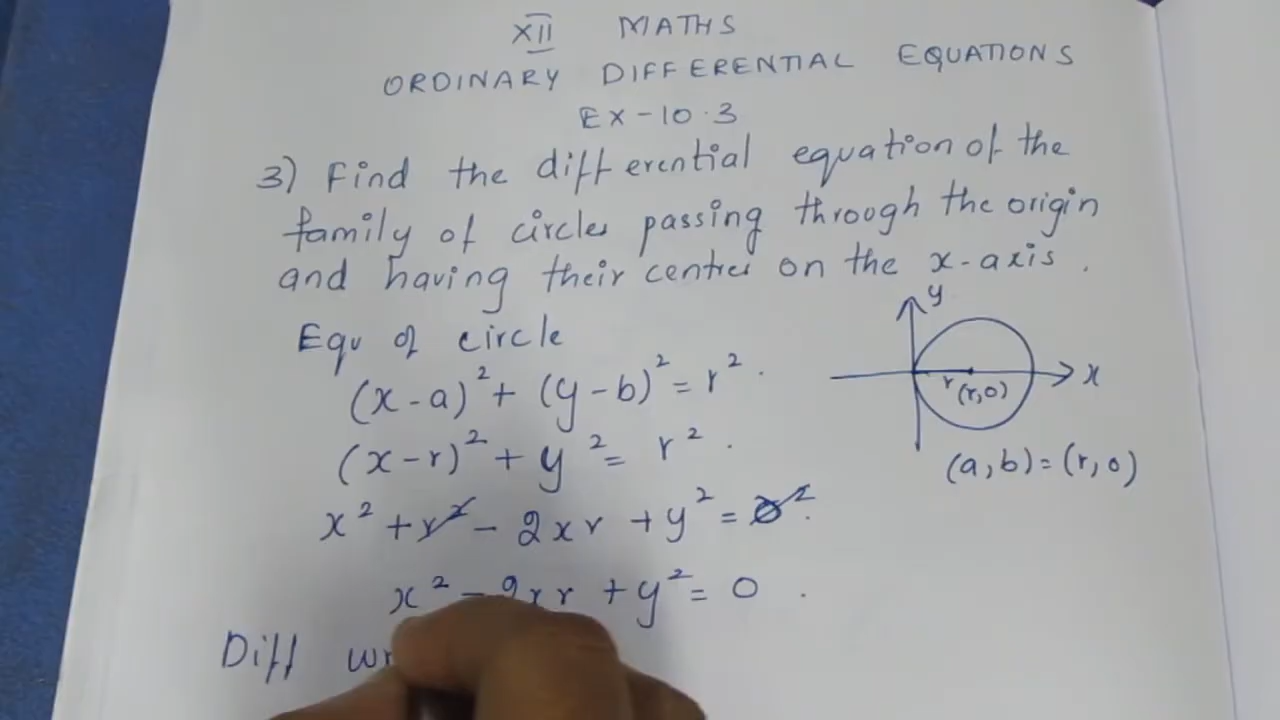 XII MATHS
ORDINARY DIFFERENTIAL EQUATIONS
EX-10.3
3) Find the differential equation of the
family of circles passing through the origin
and having their centres on the x-axis.
Equ of circle
(x-a)² + (y-b)² = r².
(x-r)² + y² = r².
x² + r² - 2xr + y² = r².
x² - 2xr + y² = 0.
Diff wr
y
x
r
(r,0)
(a,b)=(r,0)